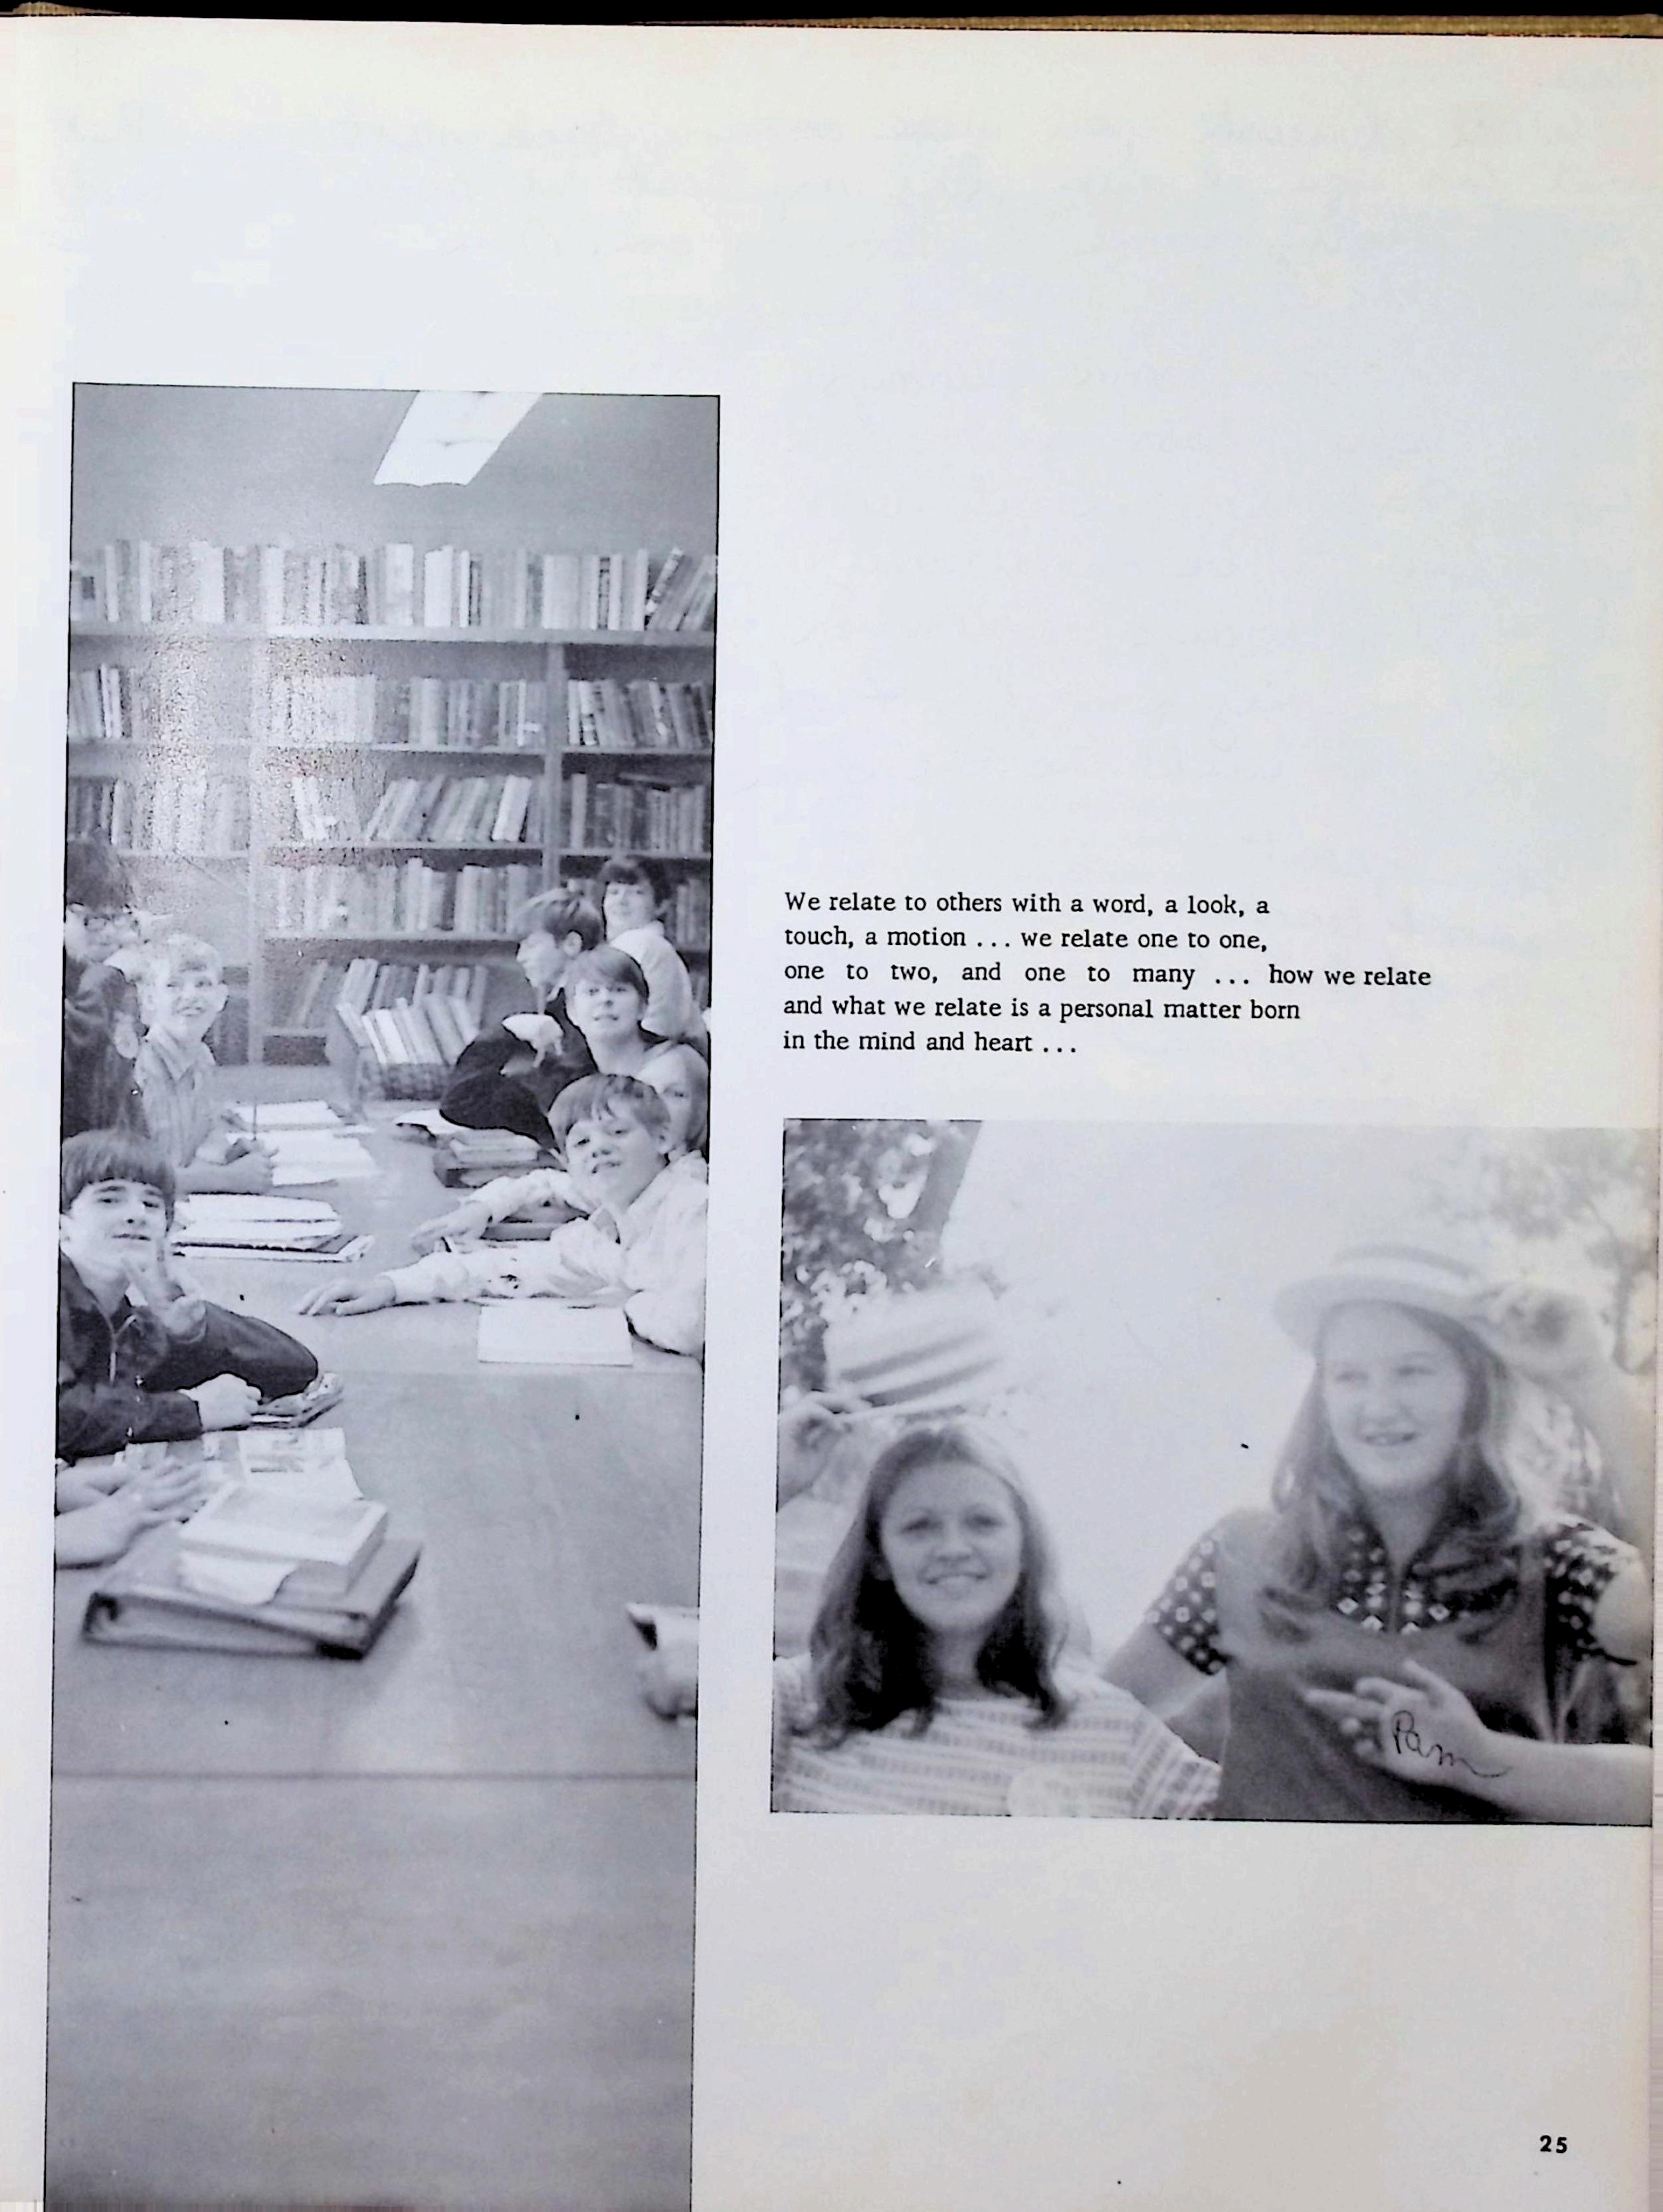 We relate to others with a word, a look, a
touch, a motion ... we relate one to one,
one to two, and one to many ... how we relate
and what we relate is a personal matter born
in the mind and heart ...
Pam
25